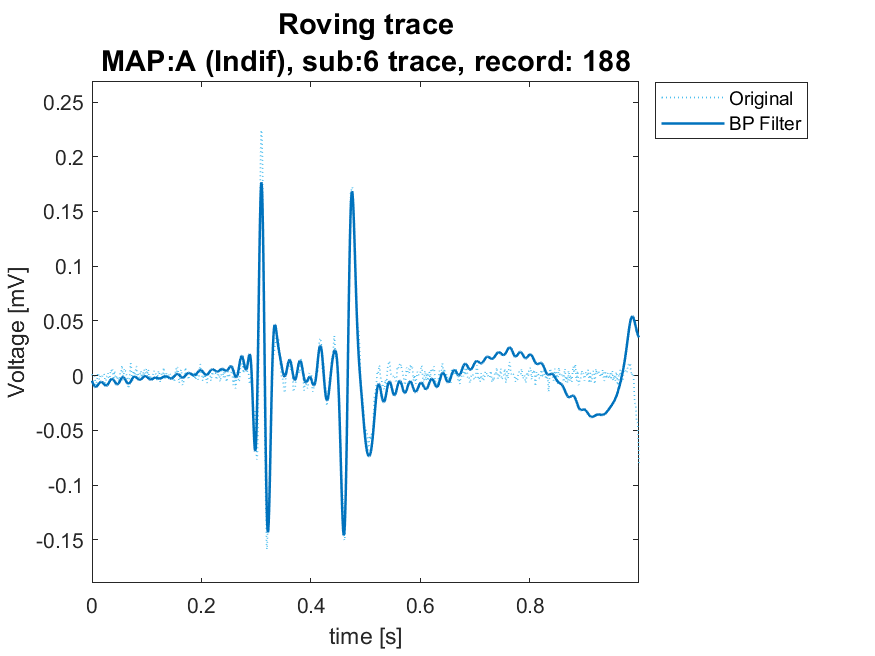 Roving trace
MAP:A (Indif), sub:6 trace, record: 188
Original
BP Filter
0.25
0.2
0.15
0.1
0.05
0
-0.05
-0.1
-0.15
Voltage [mV]
0 0.2 0.4 0.6 0.8
time [s]